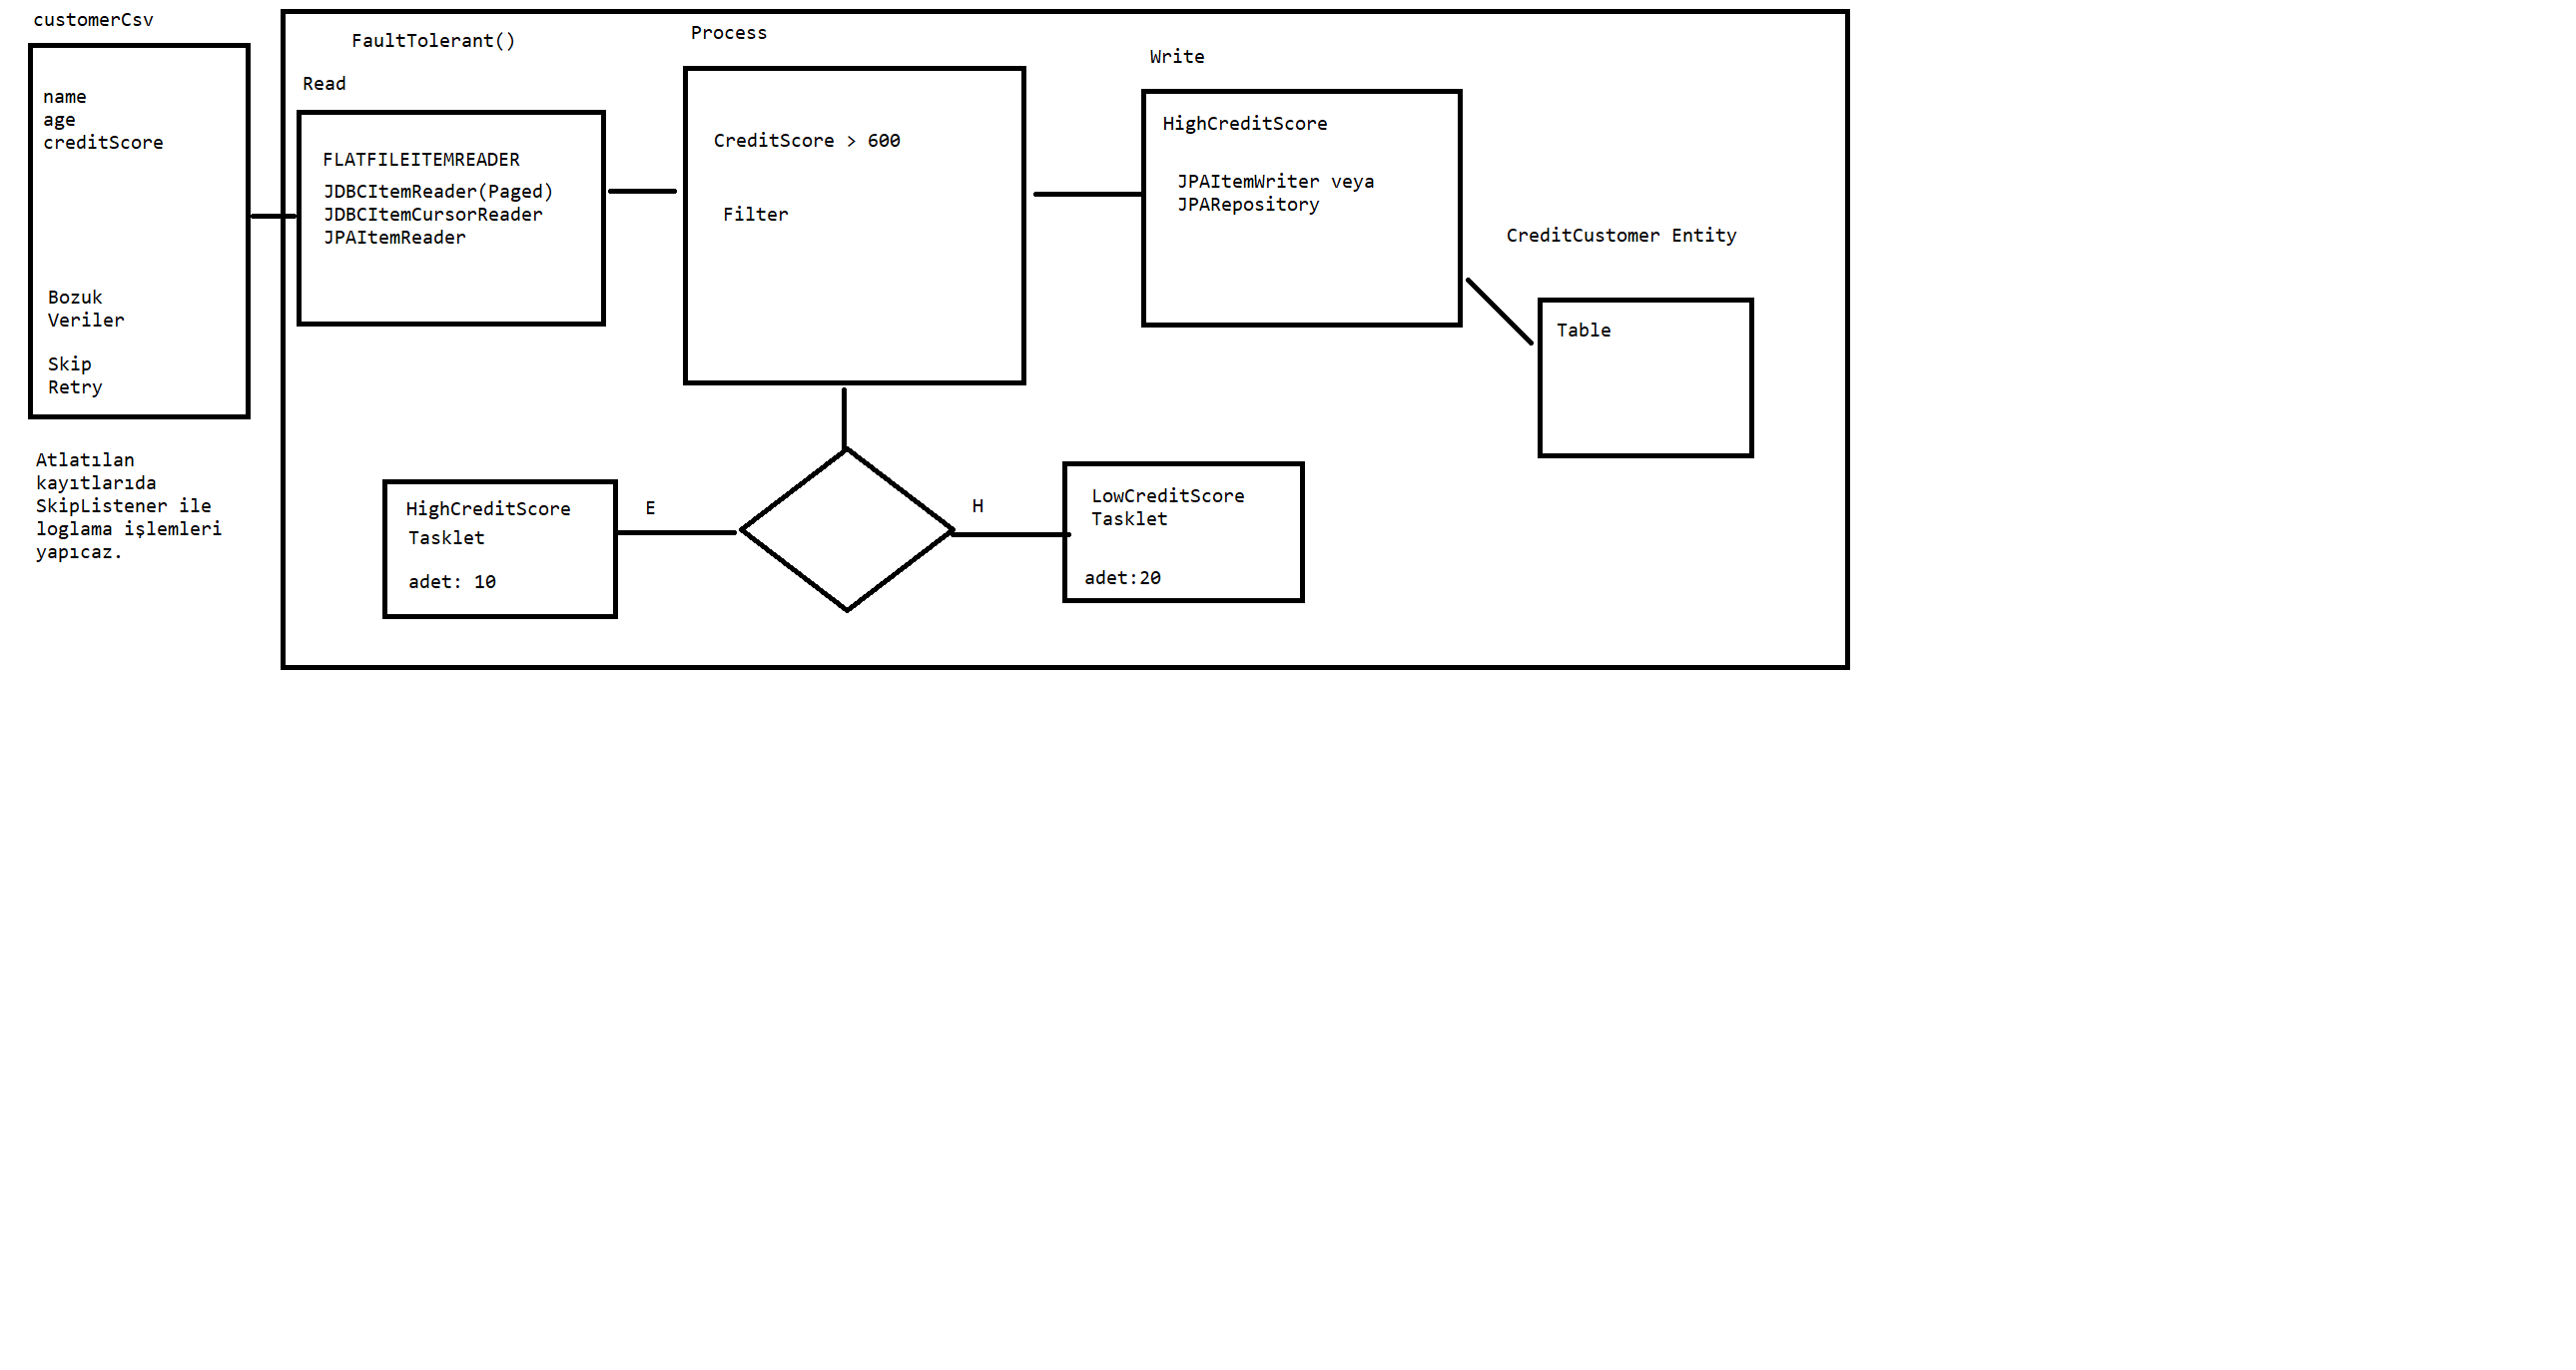 customerCsv
name
age
creditScore
Bozuk
Veriler
Skip
Retry
Atlatılan
kayıtlarıda
SkipListener ile
loglama işlemleri
yapıcaz.
FaultTolerant()
Read
FLATFILEITEMREADER
JDBCItemReader(Paged)
JDBCItemCursorReader
JPAItemReader
Process
CreditScore > 600
Filter
Write
HighCreditScore
JPAItemWriter veya
JPARepository
CreditCustomer Entity
Table
HighCreditScore
Tasklet
adet: 10
E
H
LowCreditScore
Tasklet
adet:20